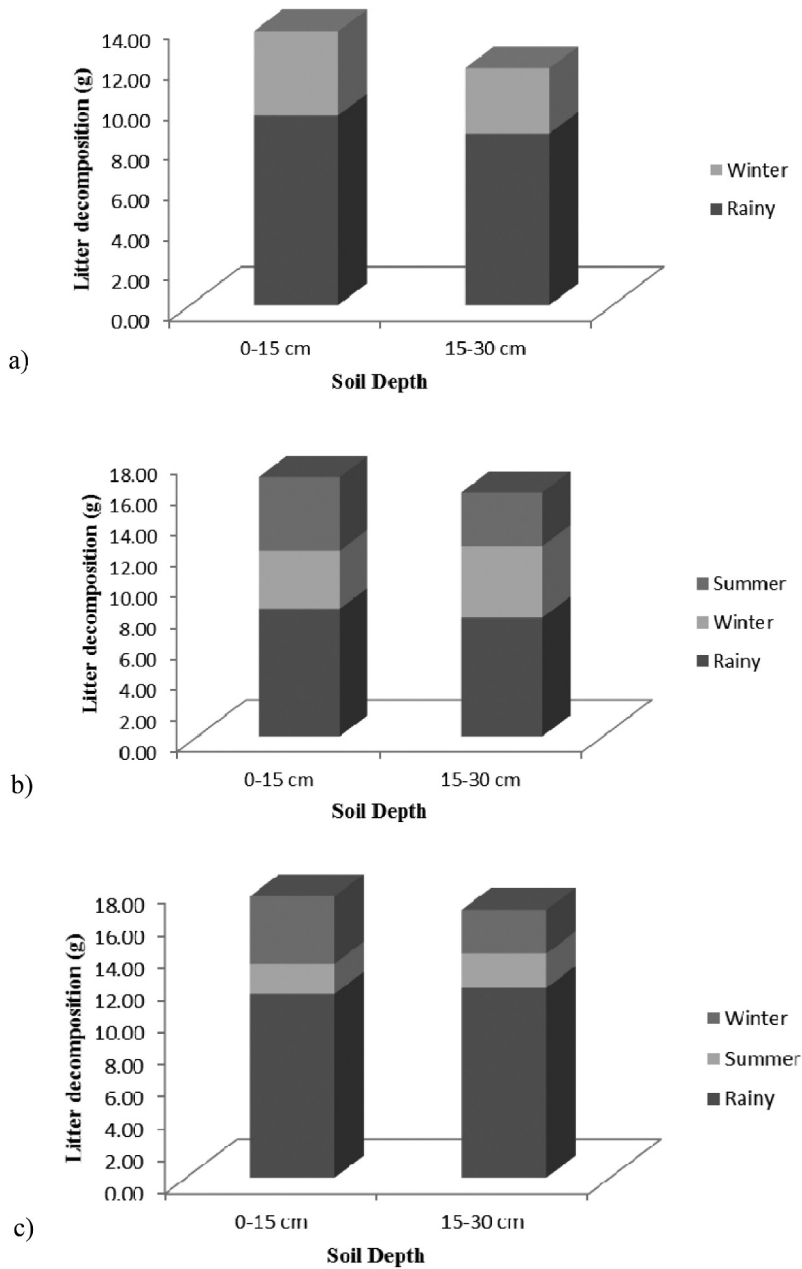 14.00
12.00
10.00
8.00
6.00
4.00
2.00
0.00
Litter decomposition (g)
Winter
Rainy
0-15 cm
15-30 cm
Soil Depth
a)
18.00
16.00
14.00
12.00
10.00
8.00
6.00
4.00
2.00
0.00
Litter decomposition (g)
Summer
Winter
Rainy
0-15 cm
15-30 cm
Soil Depth
b)
18.00
16.00
14.00
12.00
10.00
8.00
6.00
4.00
2.00
0.00
Litter decomposition (g)
Winter
Summer
Rainy
0-15 cm
15-30 cm
Soil Depth
c)